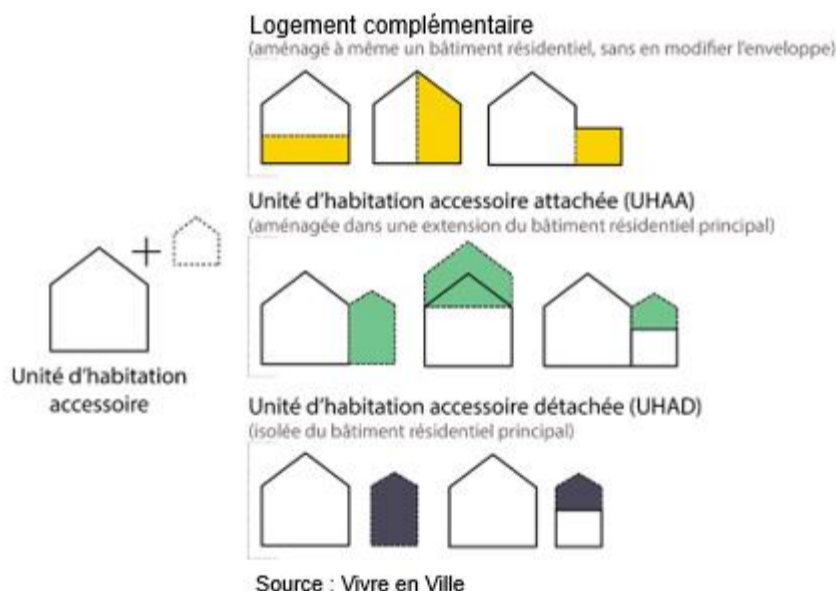 Logement complémentaire
(aménagé à même un bâtiment résidentiel, sans en modifier l'enveloppe)
Unité d'habitation accessoire attachée (UHAA)
(aménagée dans une extension du bâtiment résidentiel principal)
Unité d'habitation
accessoire
Unité d'habitation accessoire détachée (UHAD)
(isolée du bâtiment résidentiel principal)
Source : Vivre en Ville